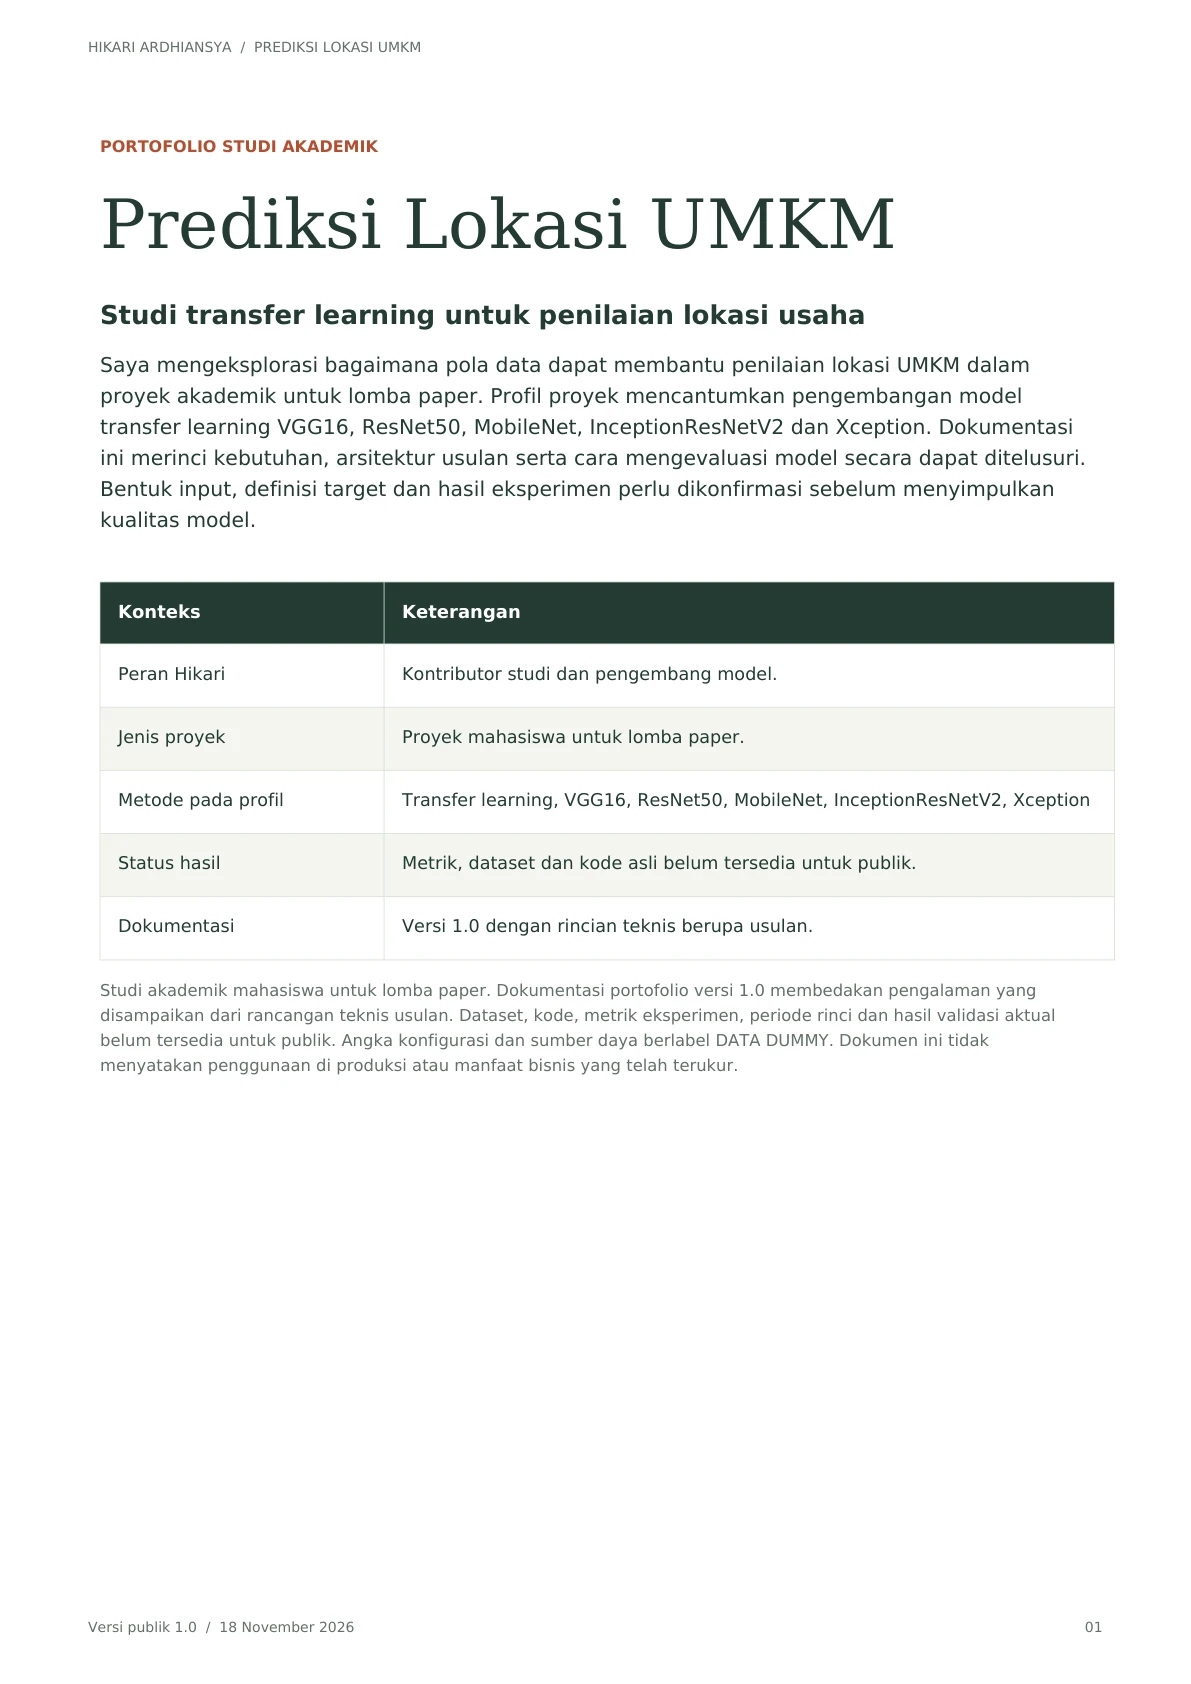 HIKARI ARDHIANSYA / PREDIKSI LOKASI UMKM
PORTOFOLIO STUDI AKADEMIK
Prediksi Lokasi UMKM
Studi transfer learning untuk penilaian lokasi usaha
Saya mengeksplorasi bagaimana pola data dapat membantu penilaian lokasi UMKM dalam
proyek akademik untuk lomba paper. Profil proyek mencantumkan pengembangan model
transfer learning VGG16, ResNet50, MobileNet, InceptionResNetV2 dan Xception. Dokumentasi
ini merinci kebutuhan, arsitektur usulan serta cara mengevaluasi model secara dapat ditelusuri.
Bentuk input, definisi target dan hasil eksperimen perlu dikonfirmasi sebelum menyimpulkan
kualitas model.
Konteks Keterangan
Peran Hikari Kontributor studi dan pengembang model.
Jenis proyek Proyek mahasiswa untuk lomba paper.
Metode pada profil Transfer learning, VGG16, ResNet50, MobileNet, InceptionResNetV2, Xception
Status hasil Metrik, dataset dan kode asli belum tersedia untuk publik.
Dokumentasi Versi 1.0 dengan rincian teknis berupa usulan.
Studi akademik mahasiswa untuk lomba paper. Dokumentasi portofolio versi 1.0 membedakan pengalaman yang
disampaikan dari rancangan teknis usulan. Dataset, kode, metrik eksperimen, periode rinci dan hasil validasi aktual
belum tersedia untuk publik. Angka konfigurasi dan sumber daya berlabel DATA DUMMY. Dokumen ini tidak
menyatakan penggunaan di produksi atau manfaat bisnis yang telah terukur.
Versi publik 1.0 / 18 November 2026 01